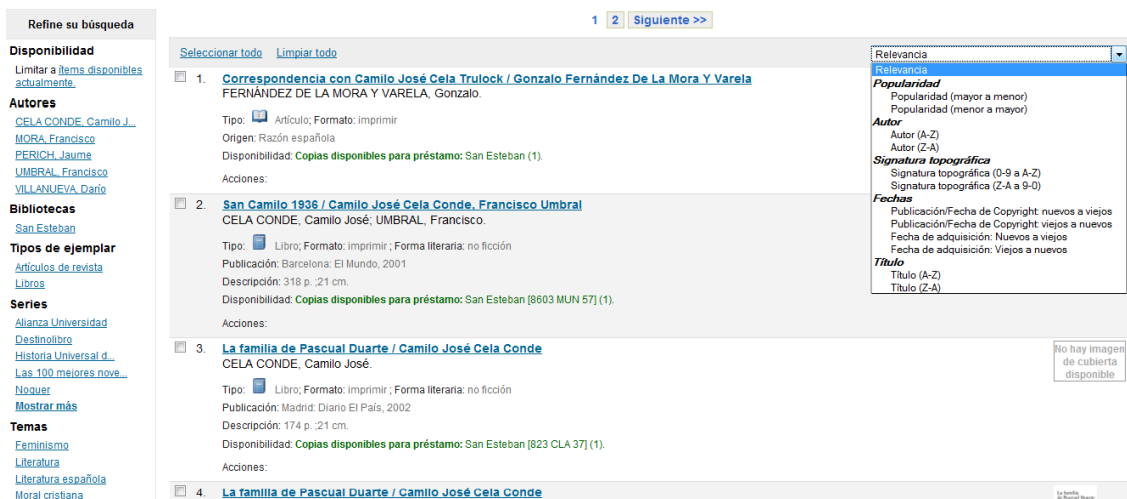 Refine su búsqueda
Disponibilidad
Limitar a ítems disponibles
actualmente.
Autores
CELA CONDE, Camilo J...
MORA, Francisco
PERICH, Jaume
UMBRAL, Francisco
VILLANUEVA, Darío
Bibliotecas
San Esteban
Tipos de ejemplar
Artículos de revista
Libros
Series
Alianza Universidad
Destinolibro
Historia Universal d...
Las 100 mejores nove...
Noguer
Mostrar más
Temas
Feminismo
Literatura
Literatura española
Moral cristiana
1 2 Siguiente >>
Seleccionar todo Limpiar todo
Relevancia
Relevancia
Popularidad
Popularidad (mayor a menor)
Popularidad (menor a mayor)
Autor
Autor (A-Z)
Autor (Z-A)
Signatura topográfica
Signatura topográfica (0-9 a A-Z)
Signatura topográfica (Z-A a 9-0)
Fechas
Publicación/Fecha de Copyright: nuevos a viejos
Publicación/Fecha de Copyright: viejos a nuevos
Fecha de adquisición: Nuevos a viejos
Fecha de adquisición: Viejos a nuevos
Título
Título (A-Z)
Título (Z-A)
1. Correspondencia con Camilo José Cela Trulock / Gonzalo Fernández De La Mora Y Varela
FERNÁNDEZ DE LA MORA Y VARELA, Gonzalo.
Tipo: Artículo; Formato: imprimir
Origen: Razón española
Disponibilidad: Copias disponibles para préstamo: San Esteban (1).
Acciones:
2. San Camilo 1936 / Camilo José Cela Conde, Francisco Umbral
CELA CONDE, Camilo José; UMBRAL, Francisco.
Tipo: Libro; Formato: imprimir ; Forma literaria: no ficción
Publicación: Barcelona: El Mundo, 2001
Descripción: 318 p. ;21 cm.
Disponibilidad: Copias disponibles para préstamo: San Esteban [8603 MUN 57] (1).
Acciones:
3. La familia de Pascual Duarte / Camilo José Cela Conde
CELA CONDE, Camilo José.
Tipo: Libro; Formato: imprimir ; Forma literaria: no ficción
Publicación: Madrid: Diario El País, 2002
Descripción: 174 p. ;21 cm.
Disponibilidad: Copias disponibles para préstamo: San Esteban [823 CLA 37] (1).
Acciones:
No hay imagen
de cubierta
disponible
4. La familia de Pascual Duarte / Camilo José Cela Conde
La familia
de Pascual Duarte